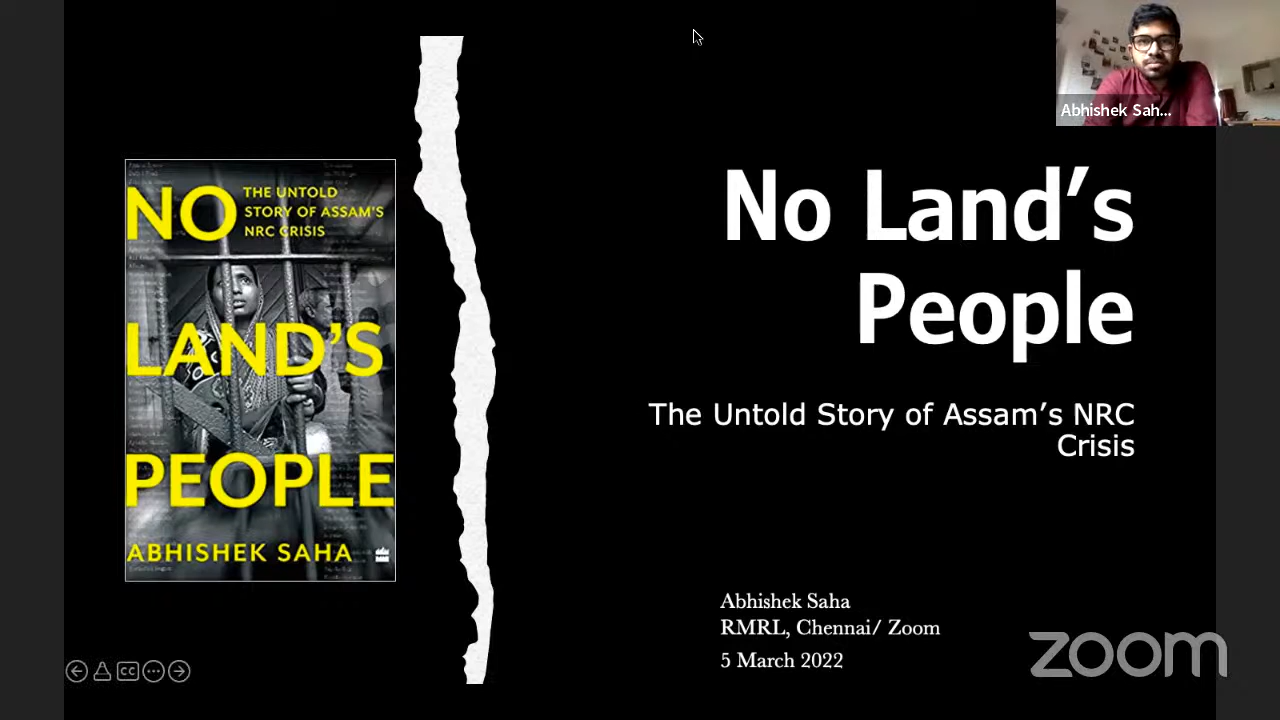 Abhishek Sah...
NO
THE UNTOLD
STORY OF ASSAM'S
NRC CRISIS
LAND'S
PEOPLE
ABHISHEK SAHA
No Land’s
People
The Untold Story of Assam’s NRC
Crisis
Abhishek Saha
RMRL, Chennai/ Zoom
5 March 2022
CC
zoom